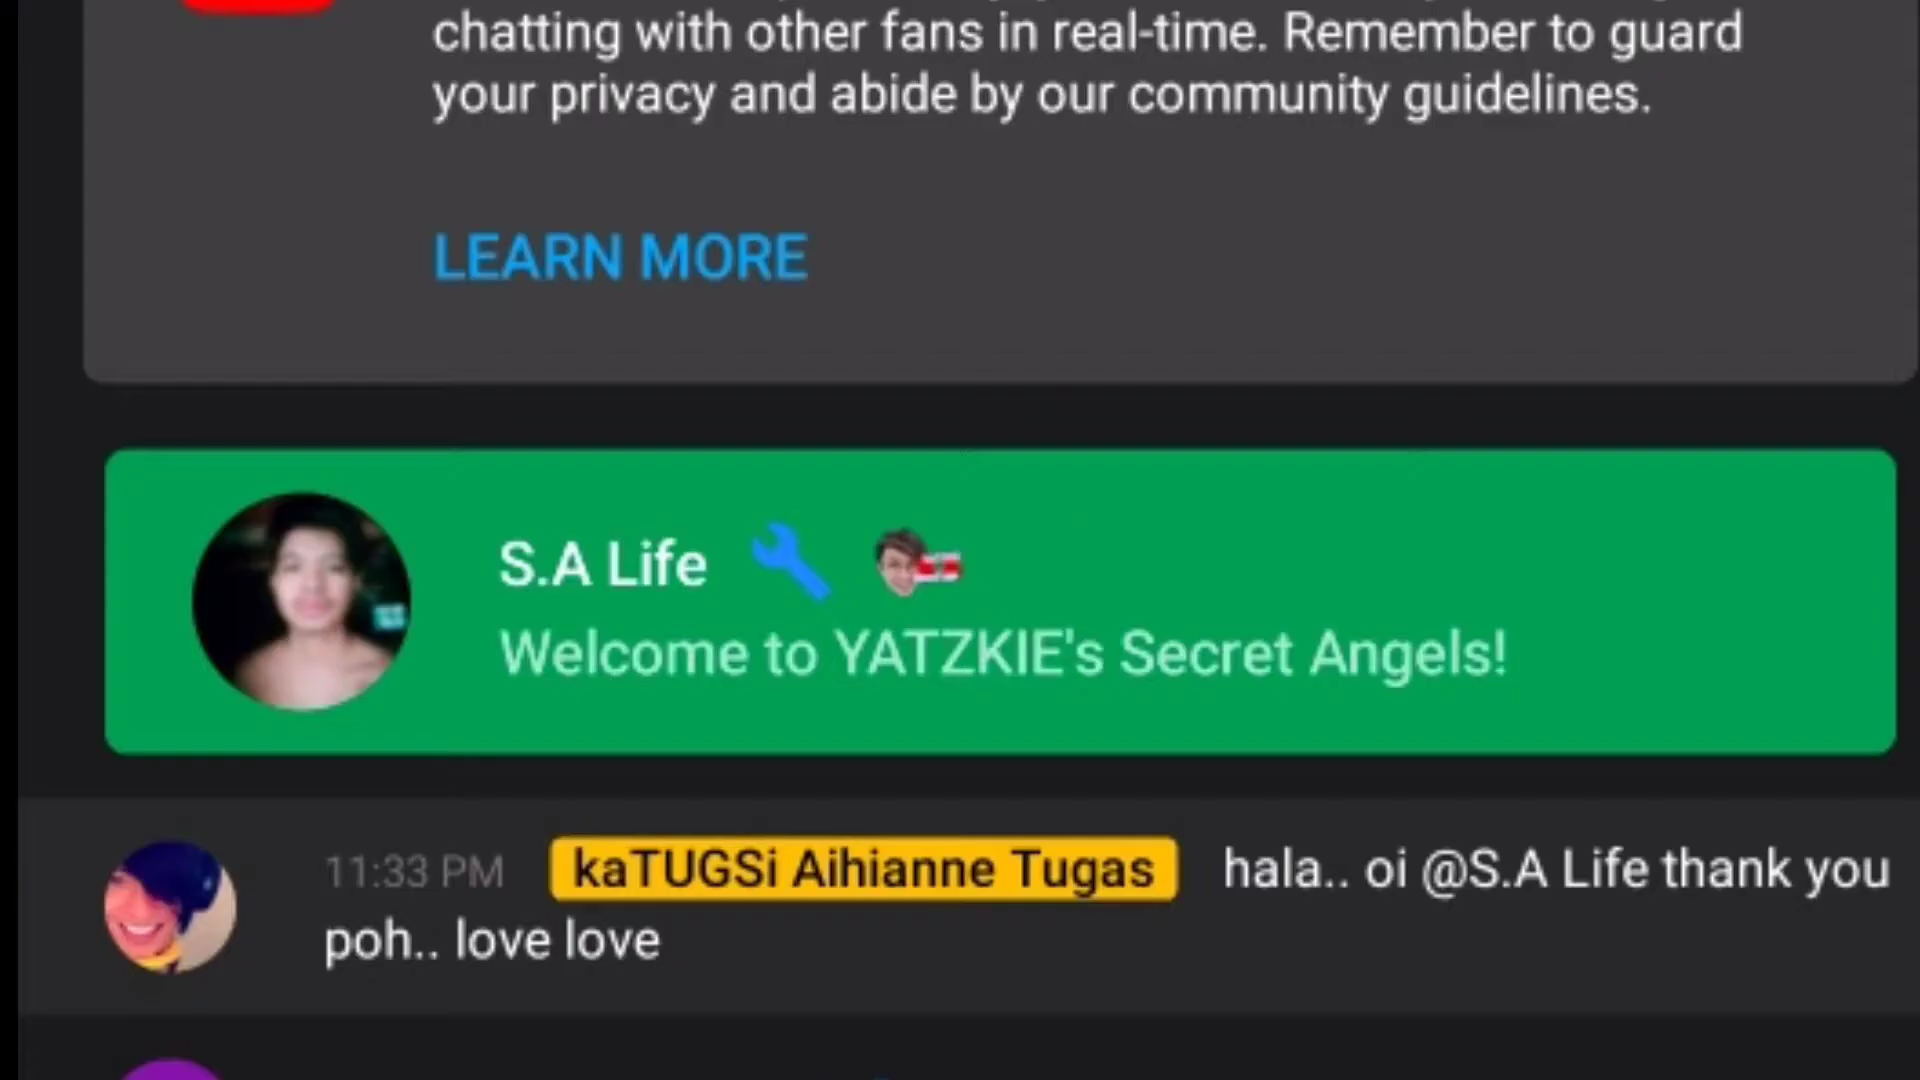 chatting with other fans in real-time. Remember to guard
your privacy and abide by our community guidelines.
LEARN MORE
S.A Life
Welcome to YATZKIE's Secret Angels!
11:33 PM kaTUGSi Aihianne Tugas hala.. oi @S.A Life thank you
poh.. love love